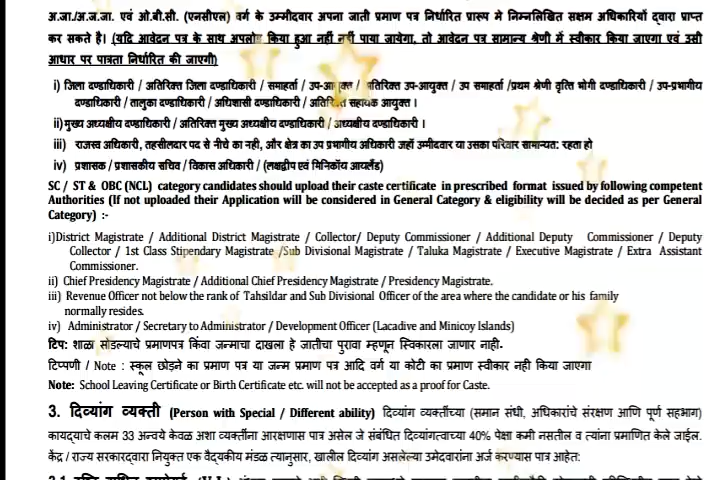 अ.जा./अ.ज.जा. एवं ओ.बी.सी. (एनसीएल) वर्ग के उम्मीदवार अपना जाती प्रमाण पत्र निर्धारित प्रारूप मे निम्नलिखित सक्षम अधिकारियों द्वारा प्राप्त
कर सकते है। (यदि आवेदन पत्र के साथ अपलोड किया हुआ नहीं नहीं पाया जायेगा, तो आवेदन पत्र सामान्य श्रेणी में स्वीकार किया जाएगा एवं उसी
आधार पर पात्रता निर्धारित की जाएगी)
i) जिला दण्डाधिकारी / अतिरिक्त जिला दण्डाधिकारी / समाहर्ता / उप-आयुक्त / अतिरिक्त उप-आयुक्त / उप समाहर्ता /प्रथम श्रेणी वृत्ति भोगी दण्डाधिकारी / उप-प्रभागीय
दण्डाधिकारी / तालुका दण्डाधिकारी / अधिशासी दण्डाधिकारी / अतिरिक्त सहायक आयुक्त ।
ii) मुख्य अध्यक्षीय दण्डाधिकारी / अतिरिक्त मुख्य अध्यक्षीय दण्डाधिकारी / अध्यक्षीय दण्डाधिकारी ।
iii) राजस्व अधिकारी, तहसीलदार पद से नीचे का नही, और क्षेत्र का उप प्रभागीय अधिकारी जहाँ उम्मीदवार या उसका परिवार सामान्यत: रहता हो
iv) प्रशासक / प्रशासकीय सचिव / विकास अधिकारी / (लक्षद्वीप एवं मिनिकॉय आयलैंड)
SC / ST & OBC (NCL) category candidates should upload their caste certificate in prescribed format issued by following competent
Authorities (If not uploaded their Application will be considered in General Category & eligibility will be decided as per General
Category) :-
i)District Magistrate / Additional District Magistrate / Collector/ Deputy Commissioner / Additional Deputy Commissioner / Deputy
Collector / 1st Class Stipendary Magistrate /Sub Divisional Magistrate / Taluka Magistrate / Executive Magistrate / Extra Assistant
Commissioner.
ii) Chief Presidency Magistrate / Additional Chief Presidency Magistrate / Presidency Magistrate.
iii) Revenue Officer not below the rank of Tahsildar and Sub Divisional Officer of the area where the candidate or his family
normally resides.
iv) Administrator / Secretary to Administrator / Development Officer (Lacadive and Minicoy Islands)
टिप: शाळा सोडल्याचे प्रमाणपत्र किंवा जन्माचा दाखला हे जातीचा पुरावा म्हणून स्विकारला जाणार नाही.
टिप्पणी / Note : स्कूल छोड़ने का प्रमाण पत्र या जन्म प्रमाण पत्र आदि वर्ग या कोटी का प्रमाण स्वीकार नही किया जाएगा
Note: School Leaving Certificate or Birth Certificate etc. will not be accepted as a proof for Caste.
3. दिव्यांग व्यक्ती (Person with Special / Different ability) दिव्यांग व्यक्तींच्या (समान संधी, अधिकारांचे संरक्षण आणि पूर्ण सहभाग)
कायद्याचे कलम 33 अन्वये केवळ अशा व्यक्तींना आरक्षणास पात्र असेल जे संबंधित दिव्यांगत्वाच्या 40% पेक्षा कमी नसतील व त्यांना प्रमाणित केले जाईल.
केंद्र / राज्य सरकारद्वारा नियुक्त एक वैद्यकीय मंडळ त्यानुसार, खालील दिव्यांग असलेल्या उमेदवारांना अर्ज करण्यास पात्र आहेत: